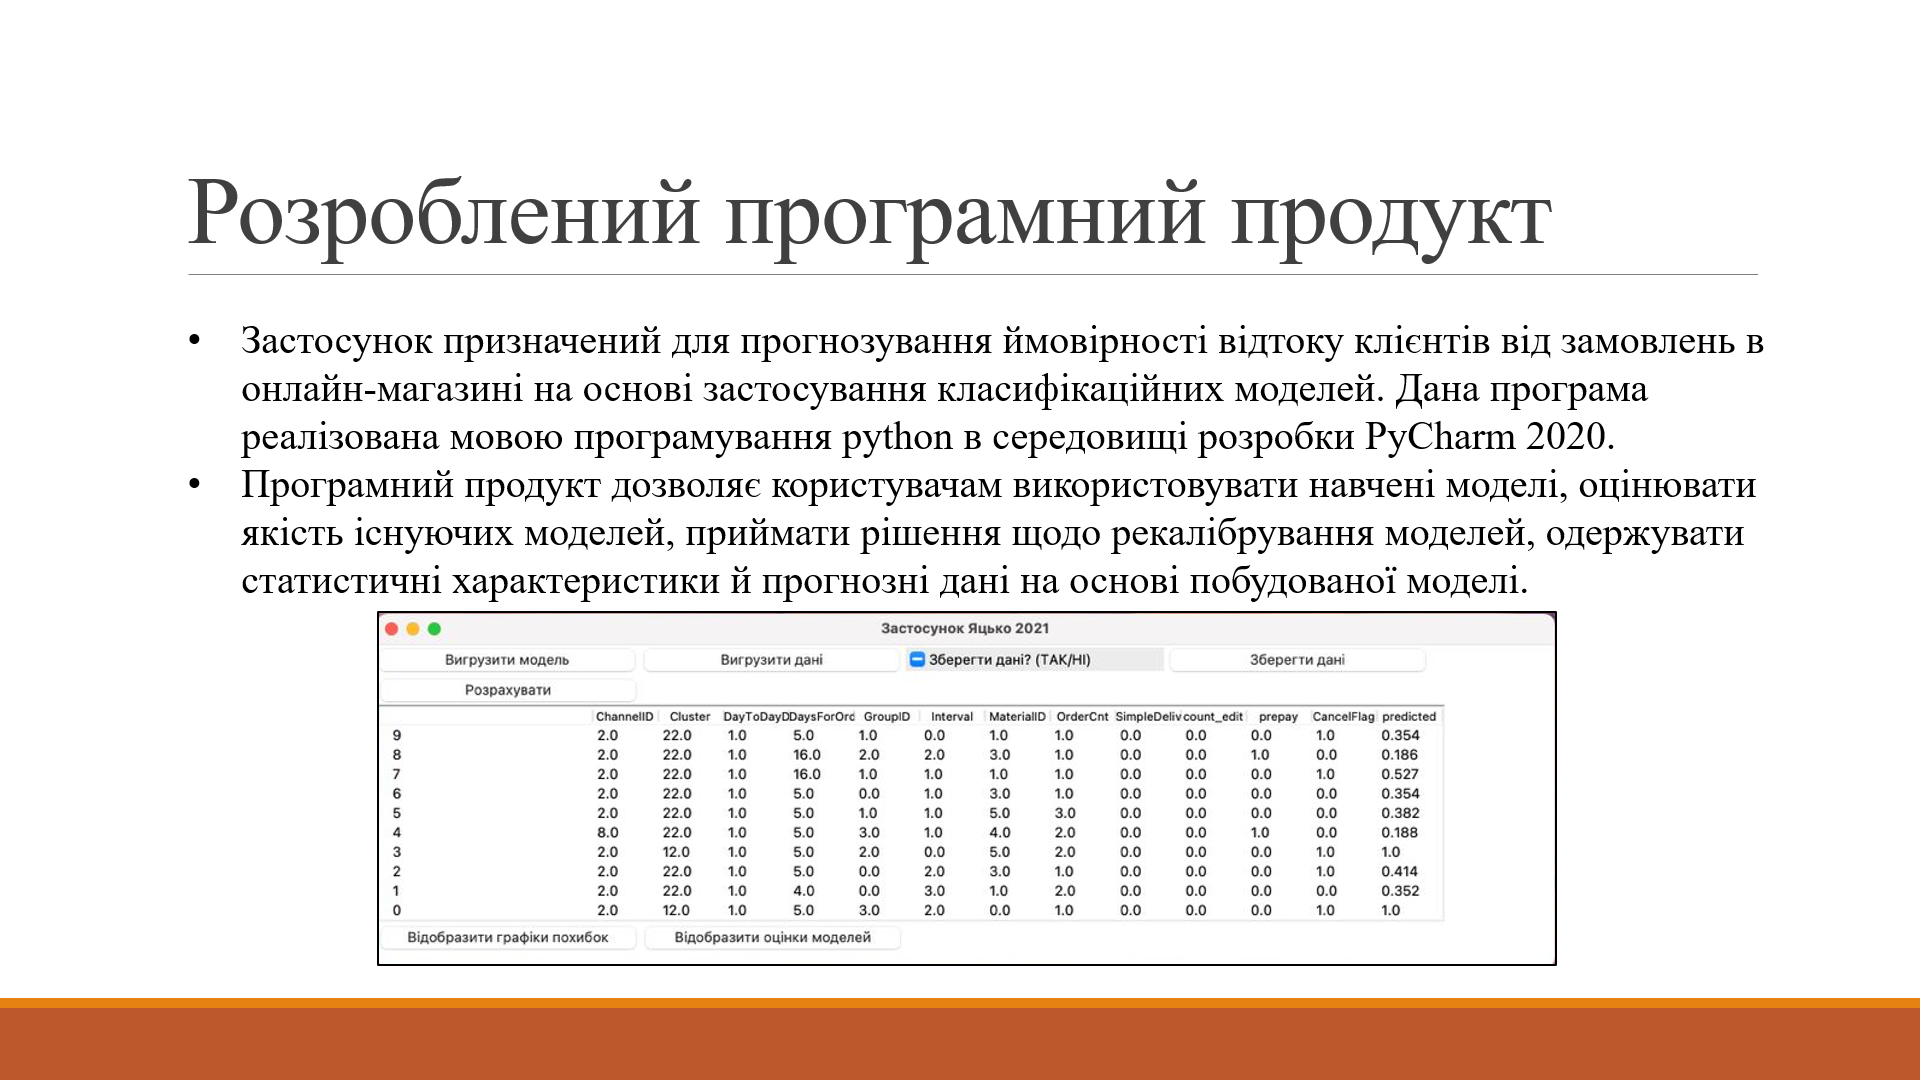 Розроблений програмний продукт
• Застосунок призначений для прогнозування ймовірності відтоку клієнтів від замовлень в
онлайн-магазині на основі застосування класифікаційних моделей. Дана програма
реалізована мовою програмування python в середовищі розробки PyCharm 2020.
• Програмний продукт дозволяє користувачам використовувати навчені моделі, оцінювати
якість існуючих моделей, приймати рішення щодо рекалібрування моделей, одержувати
статистичні характеристики й прогнозні дані на основі побудованої моделі.
Застосунок Яцько 2021
Вигрузити модель Вигрузити дані Зберегти дані? (ТАК/НІ) Зберегти дані
Розрахувати
ChannelID Cluster DayToDayD DaysForOrd GroupID Interval MaterialID OrderCnt SimpleDeliv count_edit prepay CancelFlag predicted
9 2.0 22.0 1.0 5.0 1.0 0.0 1.0 1.0 0.0 0.0 0.0 1.0 0.354
8 2.0 22.0 1.0 16.0 2.0 2.0 3.0 1.0 0.0 0.0 1.0 0.0 0.186
7 2.0 22.0 1.0 16.0 1.0 1.0 1.0 1.0 0.0 0.0 0.0 1.0 0.527
6 2.0 22.0 1.0 5.0 0.0 1.0 3.0 1.0 0.0 0.0 0.0 0.0 0.354
5 2.0 22.0 1.0 5.0 1.0 1.0 5.0 3.0 0.0 0.0 0.0 0.0 0.382
4 8.0 22.0 1.0 5.0 3.0 1.0 4.0 2.0 0.0 0.0 1.0 0.0 0.188
3 2.0 12.0 1.0 5.0 2.0 0.0 5.0 2.0 0.0 0.0 0.0 1.0 1.0
2 2.0 22.0 1.0 5.0 0.0 2.0 3.0 1.0 0.0 0.0 0.0 1.0 0.414
1 2.0 22.0 1.0 4.0 0.0 3.0 1.0 2.0 0.0 0.0 0.0 0.0 0.352
0 2.0 12.0 1.0 5.0 3.0 2.0 0.0 1.0 0.0 0.0 0.0 1.0 1.0
Відобразити графіки похибок Відобразити оцінки моделей